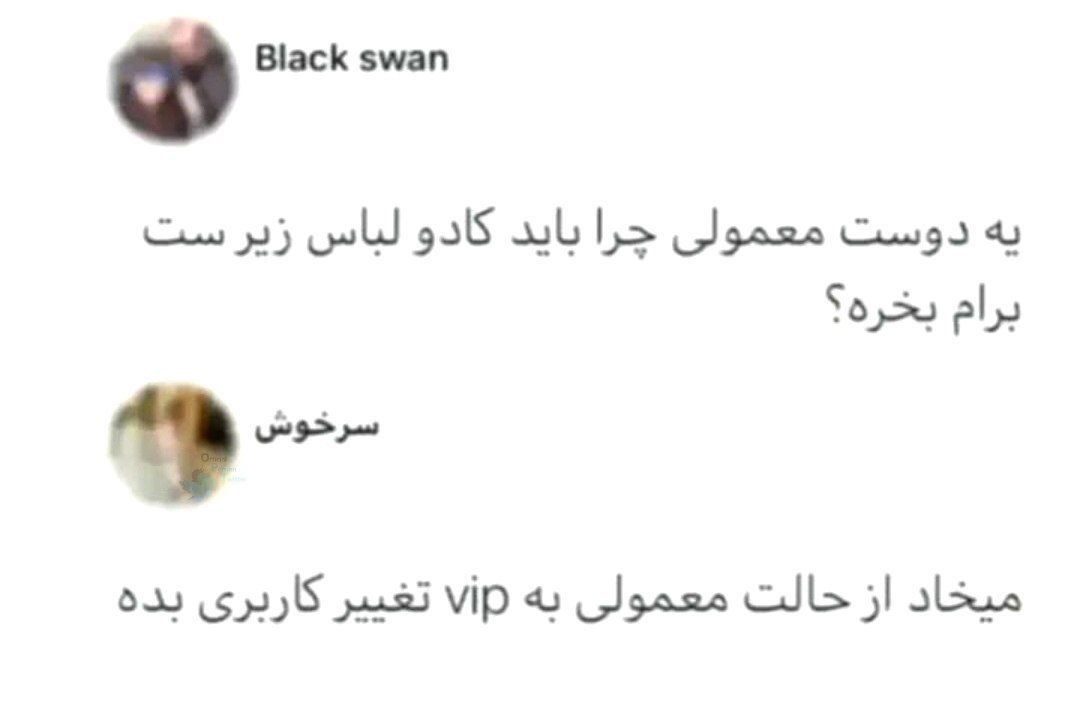 Black swan
یه دوست معمولی چرا باید کادو لباس زیر ست
برام بخره؟
سرخوش
میخاد از حالت معمولی به vip تغییر کاربری بده